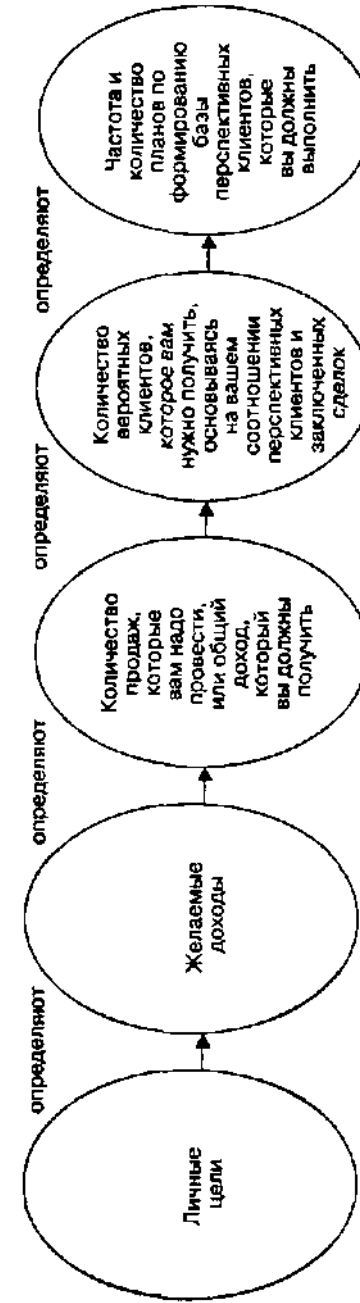 Личные
цели
определяют
Желаемые
доходы
определяют
Количество
продаж,
которые
вам надо
провести,
или общий
доход,
который
вы должны
получить
определяют
Количество
вероятных
клиентов,
которое вам
нужно получить,
основываясь
на вашем
соотношении
перспективных
клиентов и
заключенных
сделок
определяют
Частота и
количество
планов по
формированию
базы
перспективных
клиентов,
которые
вы должны
выполнить